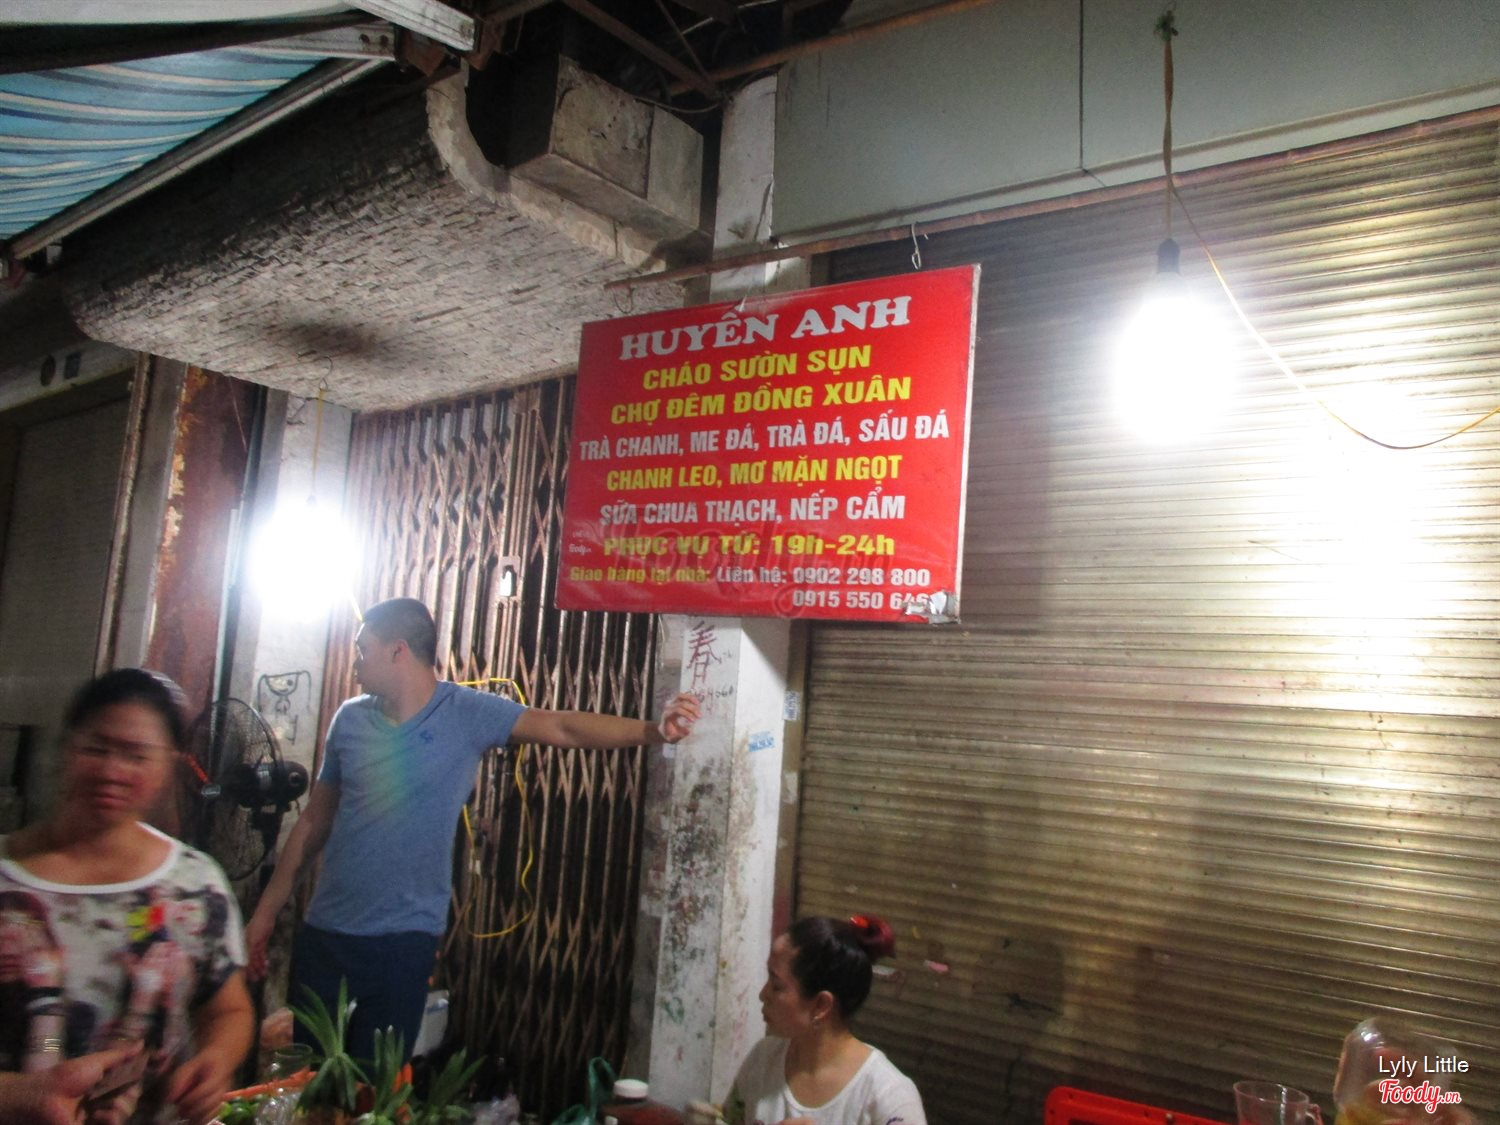 HUYỀN ANH
CHÁO SƯỜN SỤN
CHỢ ĐÊM ĐỒNG XUÂN
TRÀ CHANH, ME ĐÁ, TRÀ ĐÁ, SẤU ĐÁ
CHANH LEO, MƠ MẶN NGỌT
SỮA CHUA THẠCH, NẾP CẨM
PHỤC VỤ TỪ: 19h-24h
Giao hàng tại nhà: Liên hệ: 0902 298 800
0915 550
春
Lyly Little
Foody.vn